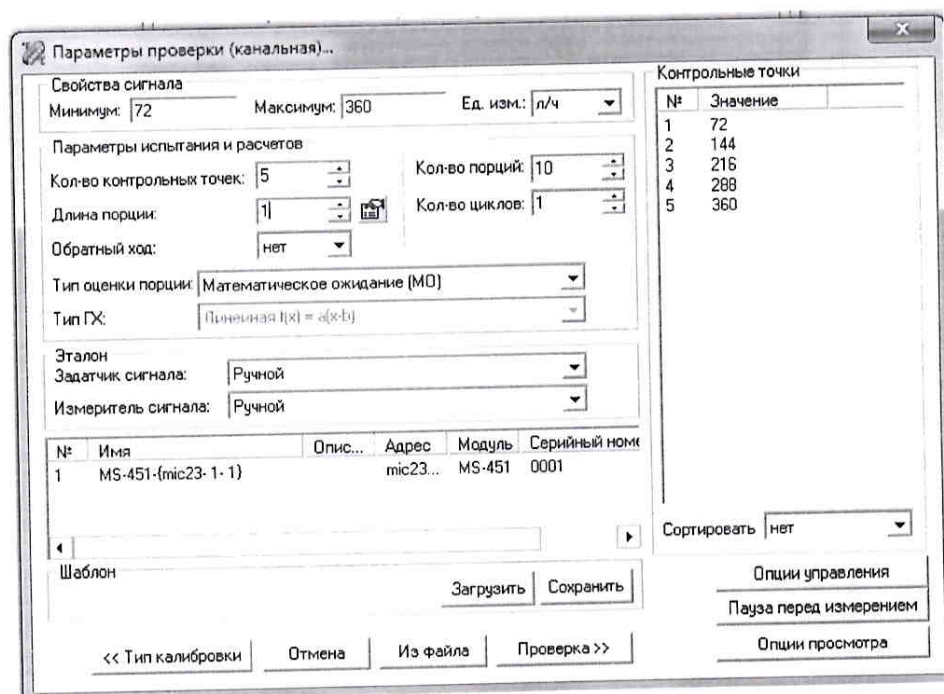 Параметры проверки (канальная)...
Свойства сигнала
Минимум: 72 Максимум: 360 Ед. изм.: л/ч
Параметры испытания и расчетов
Кол-во контрольных точек: 5 Кол-во порций: 10
Длина порции: 1 Кол-во циклов: 1
Обратный ход: нет
Тип оценки порции: Математическое ожидание (МО)
Тип ГХ: Линейная f(x) = a(x-b)
Эталон
Задатчик сигнала: Ручной
Измеритель сигнала: Ручной
№ Имя Опис... Адрес Модуль Серийный номе
1 MS-451-{mic23- 1- 1} mic23... MS-451 0001
Шаблон
Загрузить Сохранить
<< Тип калибровки Отмена Из файла Проверка >>
Контрольные точки
№ Значение
1 72
2 144
3 216
4 288
5 360
Сортировать нет
Опции управления
Пауза перед измерением
Опции просмотра